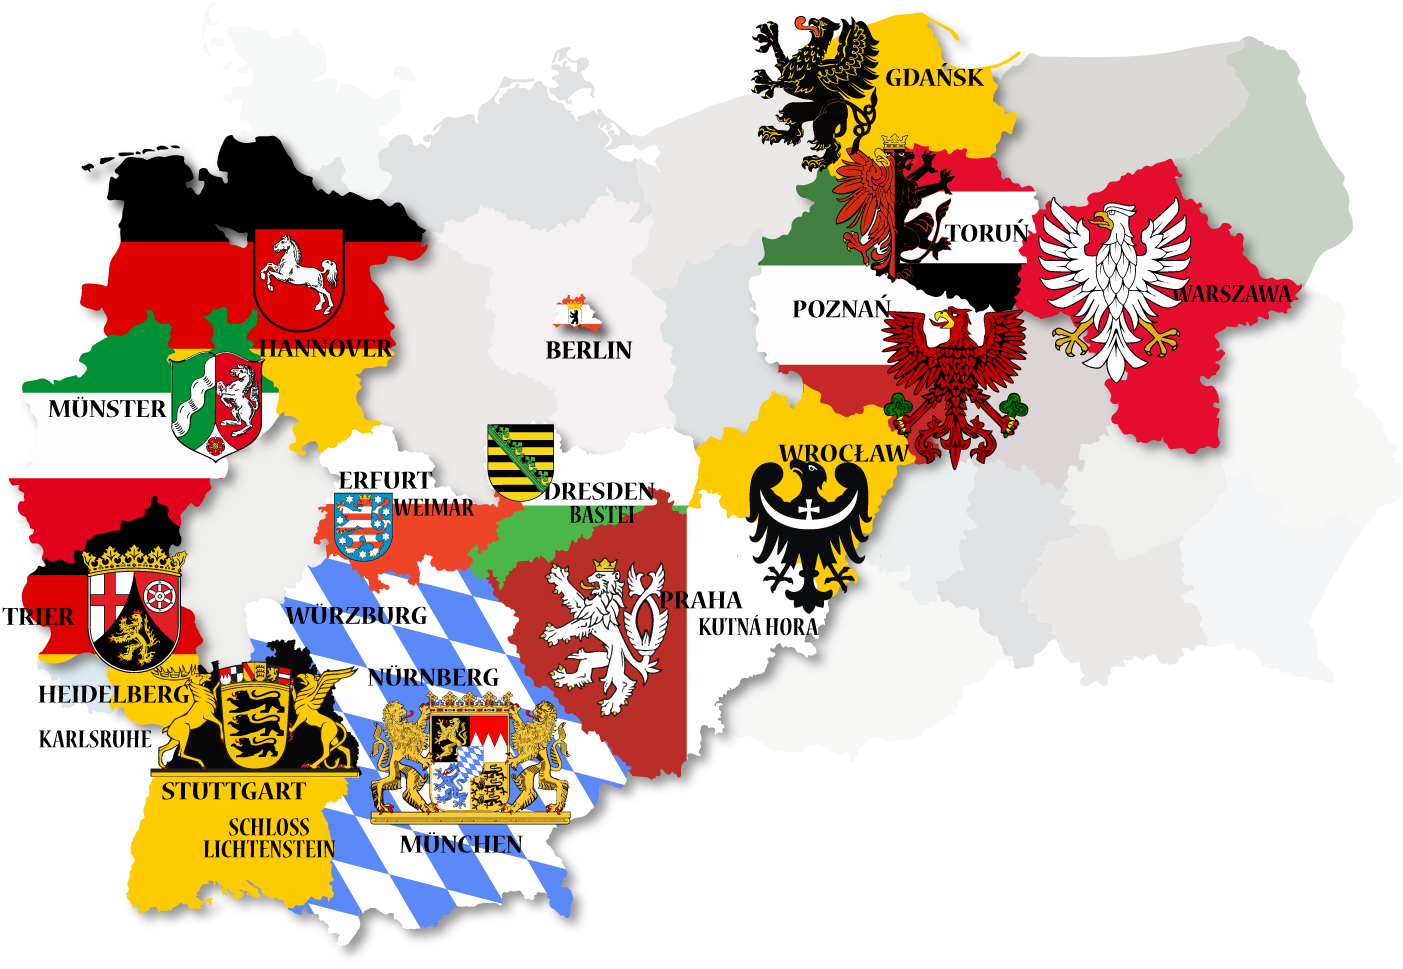 GDAŃSK
TORUŃ
WARSZAWA
POZNAŃ
HANNOVER
BERLIN
MÜNSTER
WROCŁAW
ERFURT
WEIMAR
DRESDEN
BASTEI
TRIER
WÜRZBURG
PRAHA
KUTNÁ HORA
HEIDELBERG
NÜRNBERG
KARLSRUHE
STUTTGART
SCHLOSS
LICHTENSTEIN
MÜNCHEN